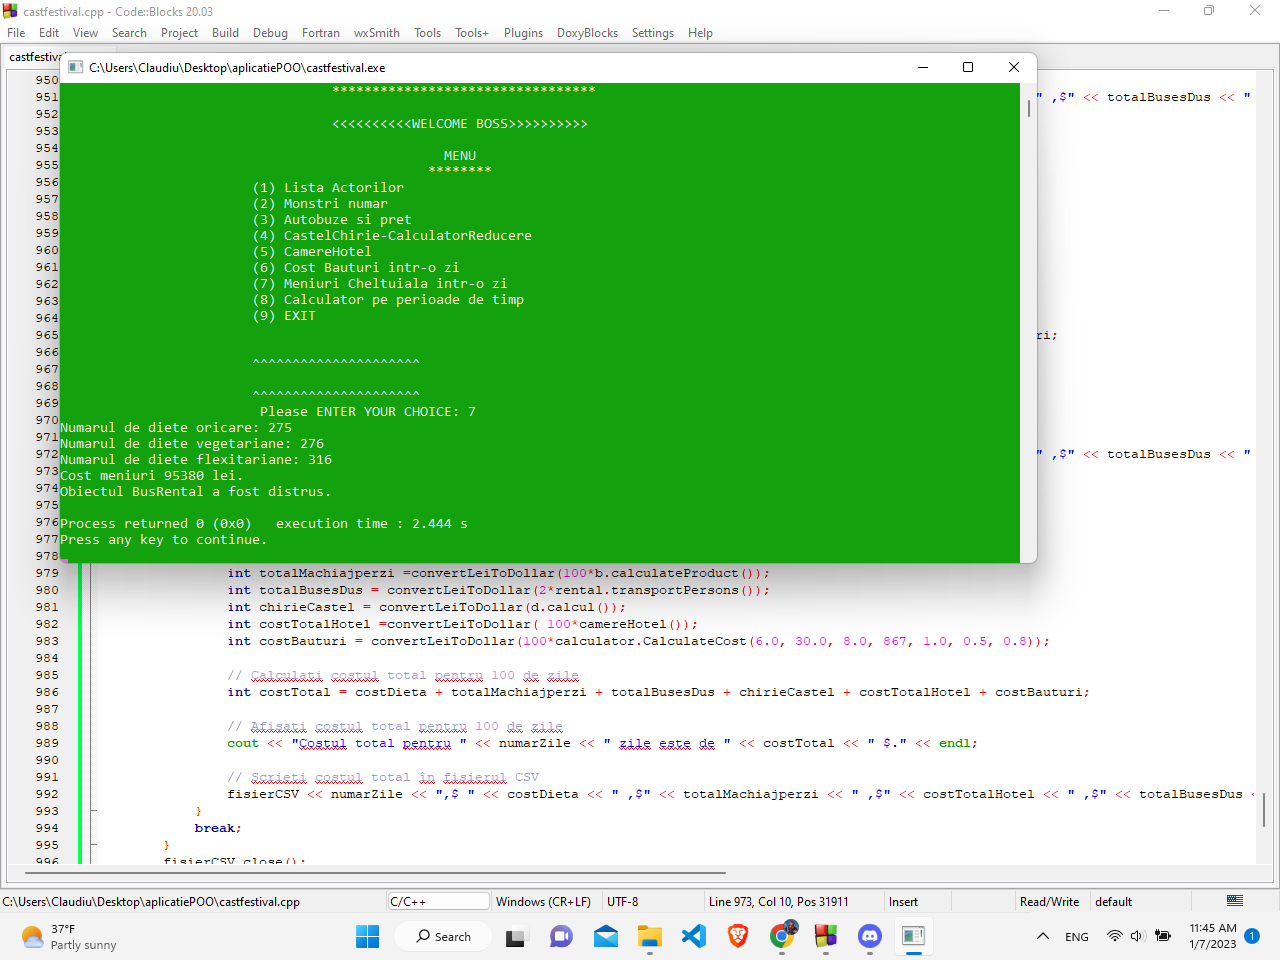 castfestival.cpp - Code::Blocks 20.03
File Edit View Search Project Build Debug Fortran wxSmith Tools Tools+ Plugins DoxyBlocks Settings Help
C:\Users\Claudiu\Desktop\aplicatiePOO\castfestival.exe
*********************************
<<<<<<<<<<WELCOME BOSS>>>>>>>>>>
MENU
********
(1) Lista Actorilor
(2) Monstri numar
(3) Autobuze si pret
(4) CastelChirie-CalculatorReducere
(5) CamereHotel
(6) Cost Bauturi intr-o zi
(7) Meniuri Cheltuiala intr-o zi
(8) Calculator pe perioade de timp
(9) EXIT
^^^^^^^^^^^^^^^^^^^^^
^^^^^^^^^^^^^^^^^^^^^
Please ENTER YOUR CHOICE: 7
Numarul de diete oricare: 275
Numarul de diete vegetariane: 276
Numarul de diete flexitariane: 316
Cost meniuri 95380 lei.
Obiectul BusRental a fost distrus.
Process returned 0 (0x0) execution time : 2.444 s
Press any key to continue.
950
951 " ,$" << totalBusesDus << "
952
953
954
955
956
957
958
959
960
961
962
963
964
965 ri;
966
967
968
969
970
971
972 " ,$" << totalBusesDus << "
973
974
975
976
977
978
979 int totalMachiajperzi =convertLeiToDollar(100*b.calculateProduct());
980 int totalBusesDus = convertLeiToDollar(2*rental.transportPersons());
981 int chirieCastel = convertLeiToDollar(d.calcul());
982 int costTotalHotel =convertLeiToDollar( 100*camereHotel());
983 int costBauturi = convertLeiToDollar(100*calculator.CalculateCost(6.0, 30.0, 8.0, 867, 1.0, 0.5, 0.8));
984
985 // Calculati costul total pentru 100 de zile
986 int costTotal = costDieta + totalMachiajperzi + totalBusesDus + chirieCastel + costTotalHotel + costBauturi;
987
988 // Afisati costul total pentru 100 de zile
989 cout << "Costul total pentru " << numarZile << " zile este de " << costTotal << " $." << endl;
990
991 // Scrieti costul total în fisierul CSV
992 fisierCSV << numarZile << ",$ " << costDieta << " ,$" << totalMachiajperzi << " ,$" << costTotalHotel << " ,$" << totalBusesDus <
993 }
994 break;
995 }
996 fisierCSV.close();
C:\Users\Claudiu\Desktop\aplicatiePOO\castfestival.cpp C/C++ Windows (CR+LF) UTF-8 Line 973, Col 10, Pos 31911 Insert Read/Write default
37°F
Partly sunny
Search
ENG
11:45 AM
1/7/2023
1